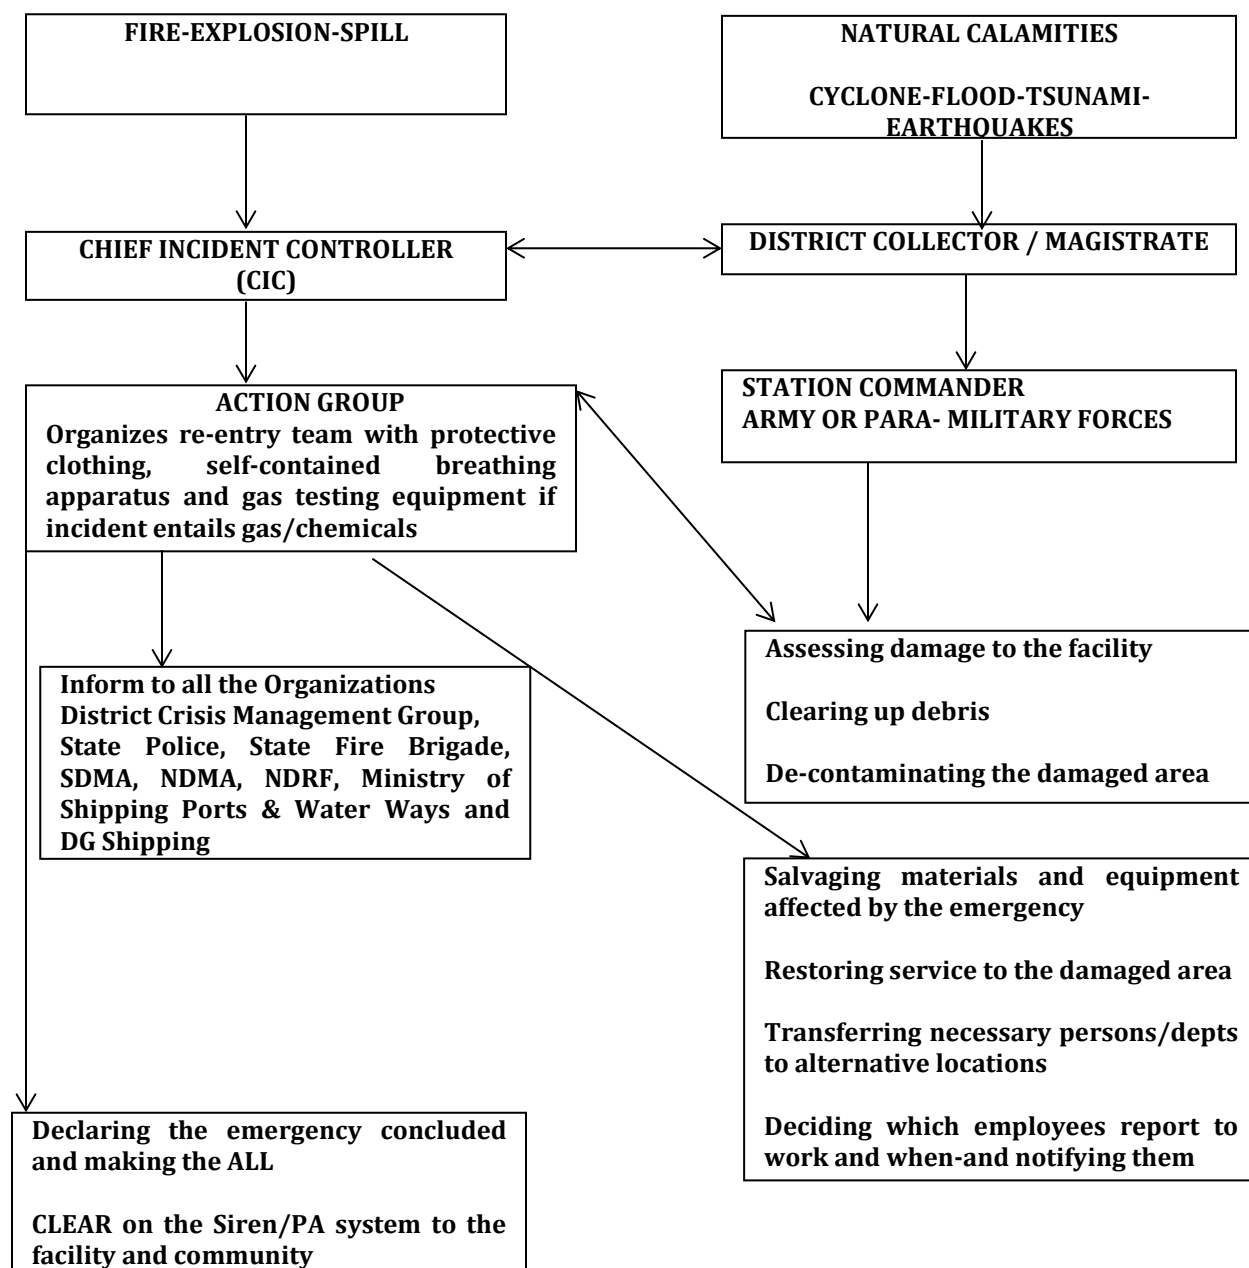 FIRE-EXPLOSION-SPILL
NATURAL CALAMITIES
CYCLONE-FLOOD-TSUNAMI-
EARTHQUAKES
CHIEF INCIDENT CONTROLLER
(CIC)
DISTRICT COLLECTOR / MAGISTRATE
ACTION GROUP
Organizes re-entry team with protective
clothing, self-contained breathing
apparatus and gas testing equipment if
incident entails gas/chemicals
STATION COMMANDER
ARMY OR PARA- MILITARY FORCES
Inform to all the Organizations
District Crisis Management Group,
State Police, State Fire Brigade,
SDMA, NDMA, NDRF, Ministry of
Shipping Ports & Water Ways and
DG Shipping
Assessing damage to the facility
Clearing up debris
De-contaminating the damaged area
Salvaging materials and equipment
affected by the emergency
Restoring service to the damaged area
Transferring necessary persons/depts
to alternative locations
Deciding which employees report to
work and when-and notifying them
Declaring the emergency concluded
and making the ALL
CLEAR on the Siren/PA system to the
facility and community